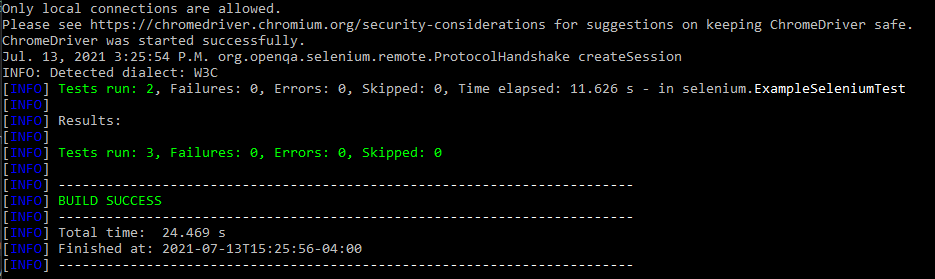 Only local connections are allowed.
Please see https://chromedriver.chromium.org/security-considerations for suggestions on keeping ChromeDriver safe.
ChromeDriver was started successfully.
Jul. 13, 2021 3:25:54 P.M. org.openqa.selenium.remote.ProtocolHandshake createSession
INFO: Detected dialect: W3C
[INFO] Tests run: 2, Failures: 0, Errors: 0, Skipped: 0, Time elapsed: 11.626 s - in selenium.ExampleSeleniumTest
[INFO]
[INFO] Results:
[INFO]
[INFO] Tests run: 3, Failures: 0, Errors: 0, Skipped: 0
[INFO]
[INFO] ------------------------------------------------------------------------
[INFO] BUILD SUCCESS
[INFO] ------------------------------------------------------------------------
[INFO] Total time:  24.469 s
[INFO] Finished at: 2021-07-13T15:25:56-04:00
[INFO] ------------------------------------------------------------------------